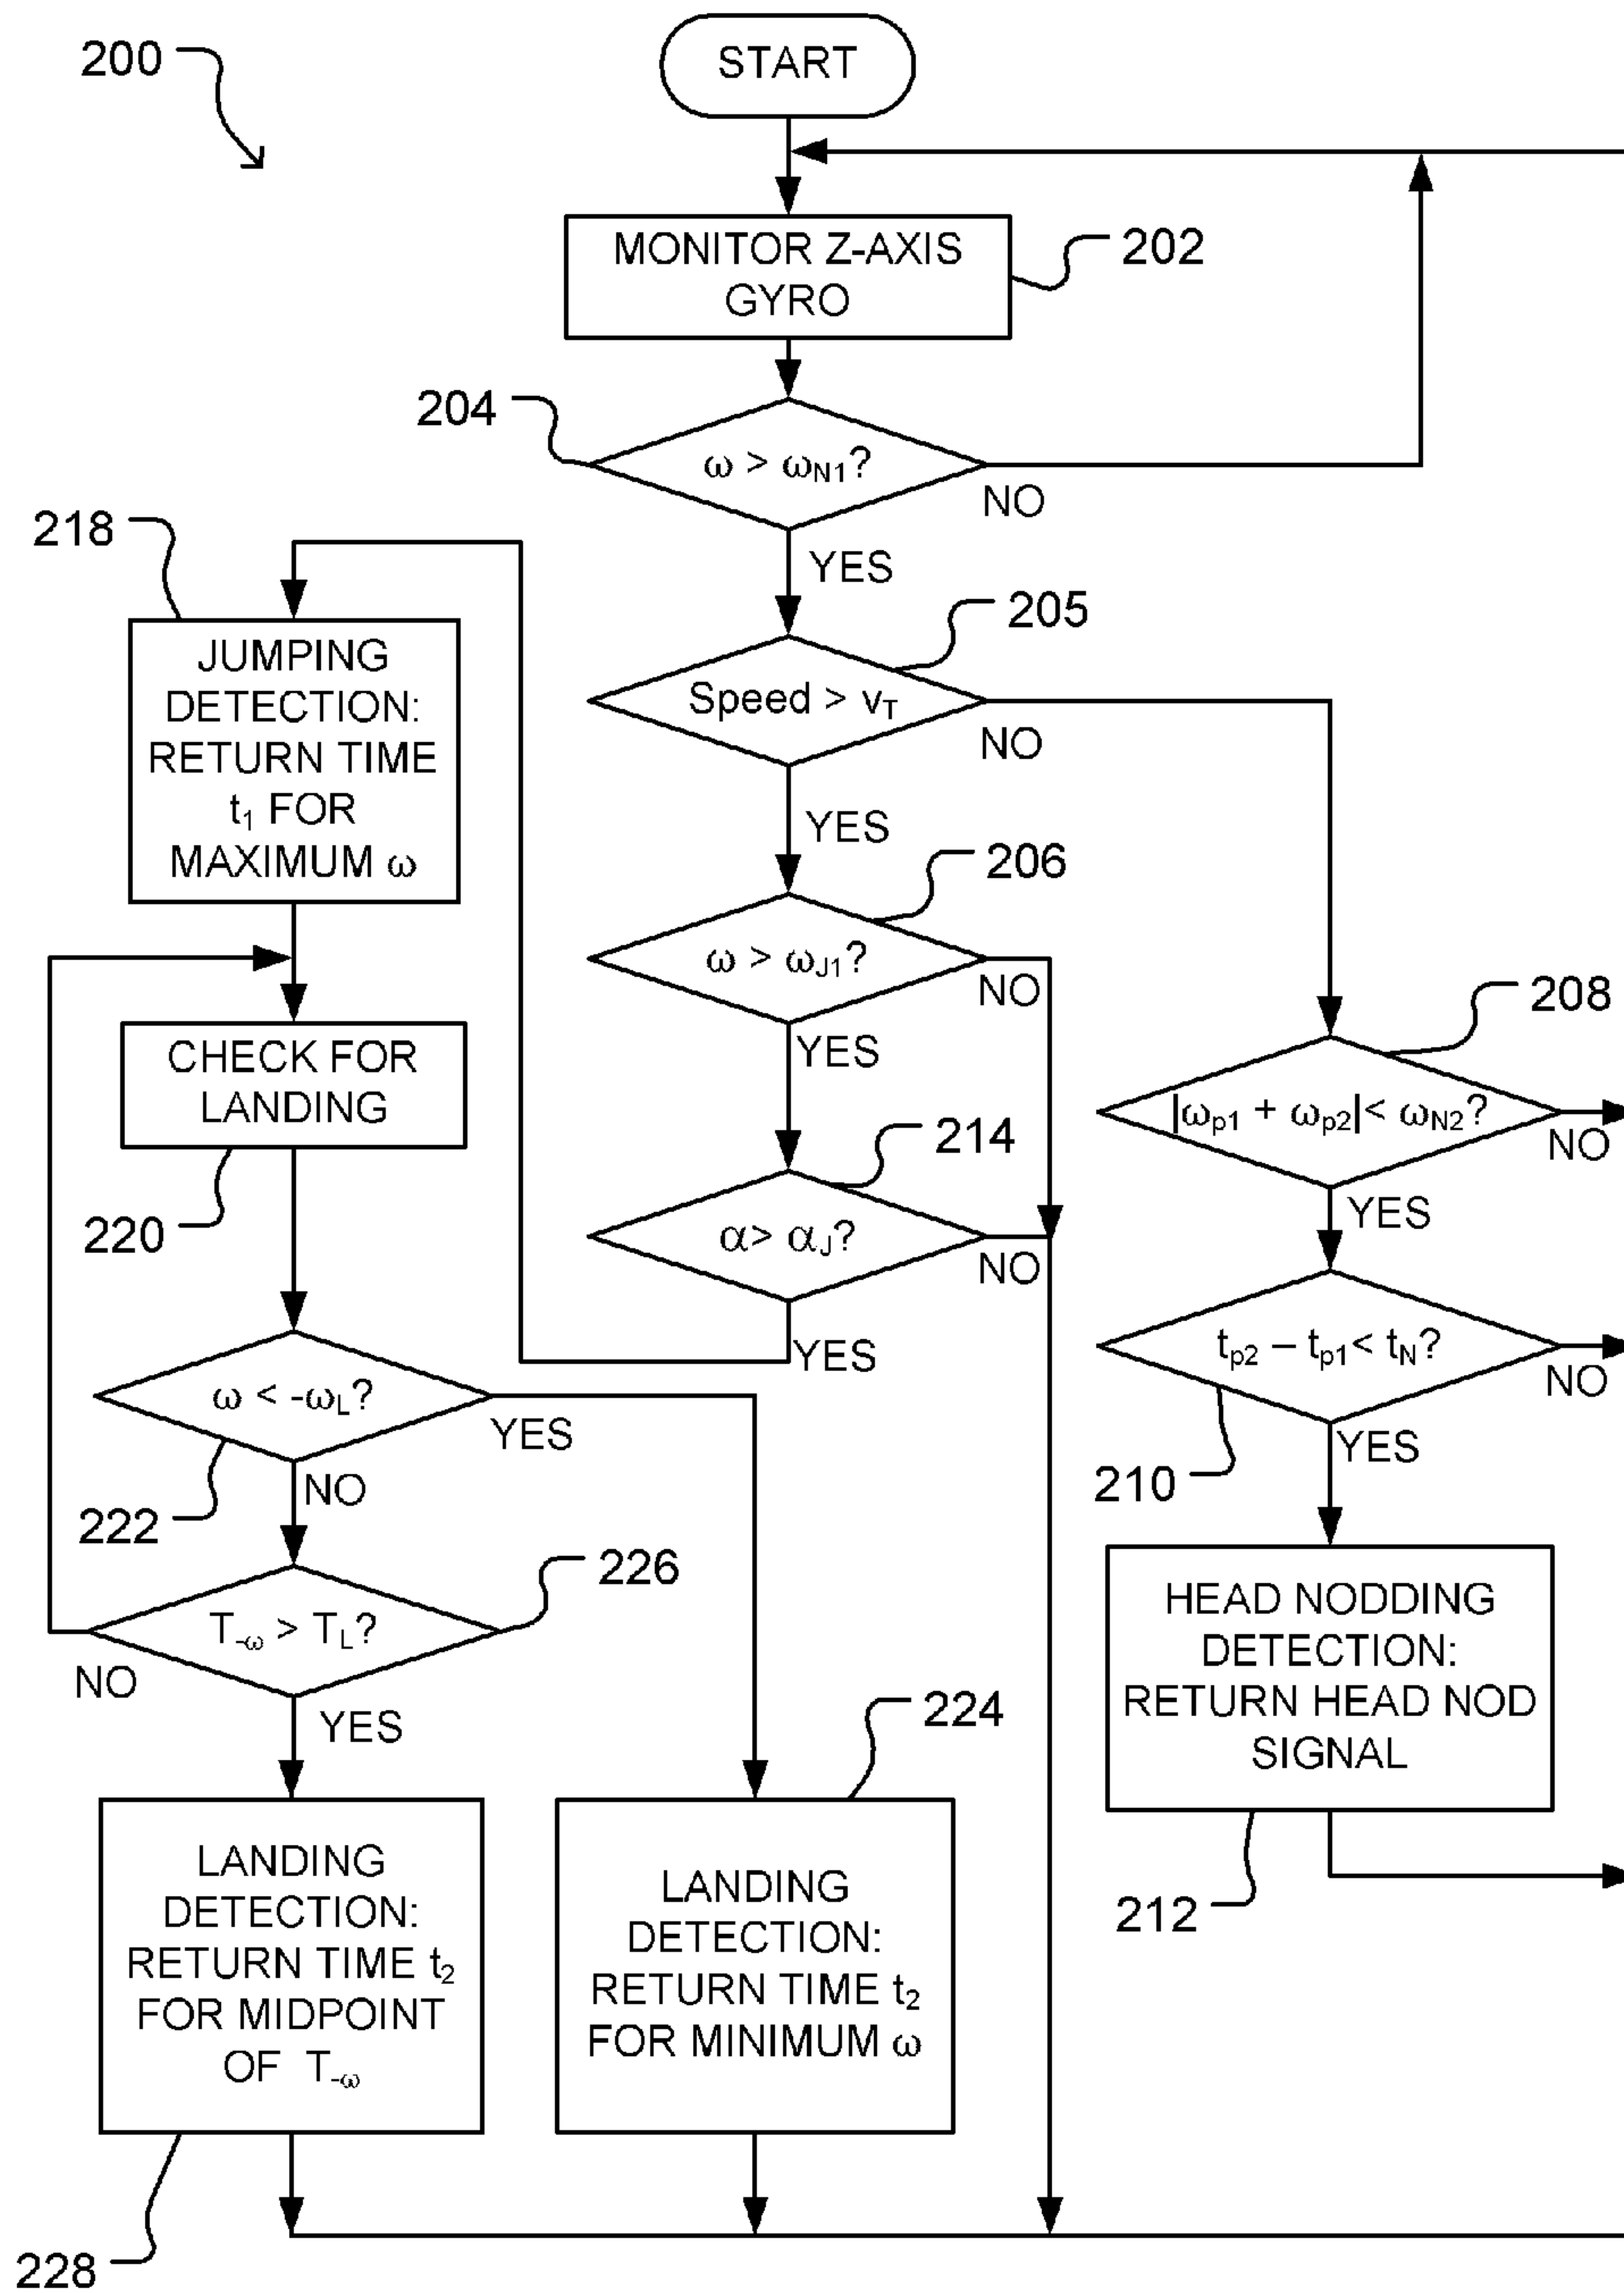 200
START
MONITOR Z-AXIS
GYRO
202
204
ω > ωN1?
NO
YES
218
JUMPING
DETECTION:
RETURN TIME
t1 FOR
MAXIMUM ω
205
Speed > vT
NO
YES
206
ω > ωJ1?
NO
YES
208
|ωp1 + ωp2|< ωN2?
NO
YES
CHECK FOR
LANDING
220
214
α> αJ?
NO
YES
tp2 – tp1< tN?
NO
YES
210
ω < -ωL?
YES
NO
222
226
T-ω > TL?
NO
YES
HEAD NODDING
DETECTION:
RETURN HEAD NOD
SIGNAL
212
224
LANDING
DETECTION:
RETURN TIME t2
FOR MIDPOINT
OF T-ω
228
LANDING
DETECTION:
RETURN TIME t2
FOR MINIMUM ω